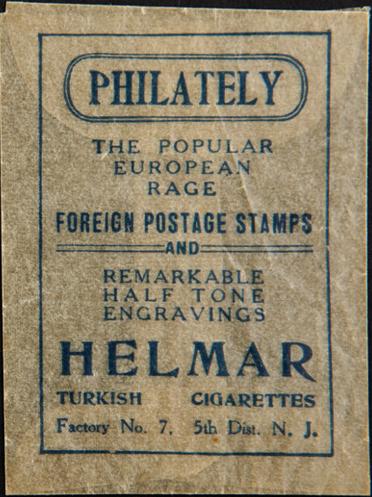 PHILATELY
THE POPULAR
EUROPEAN
RAGE
FOREIGN POSTAGE STAMPS
AND
REMARKABLE
HALF TONE
ENGRAVINGS
HELMAR
TURKISH CIGARETTES
Factory No. 7, 5th Dist. N. J.